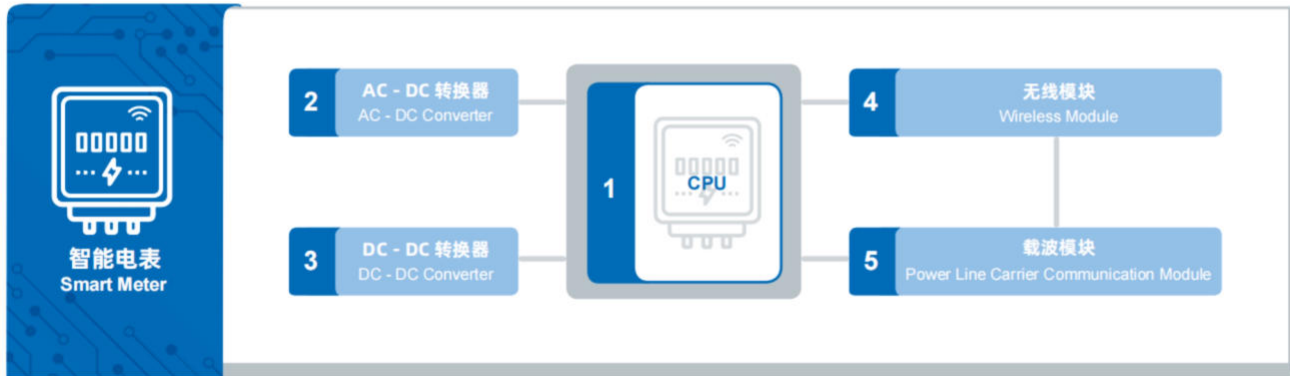 智能电表
Smart Meter
2
AC - DC 转换器
AC - DC Converter
3
DC - DC 转换器
DC - DC Converter
1
CPU
4
无线模块
Wireless Module
5
载波模块
Power Line Carrier Communication Module